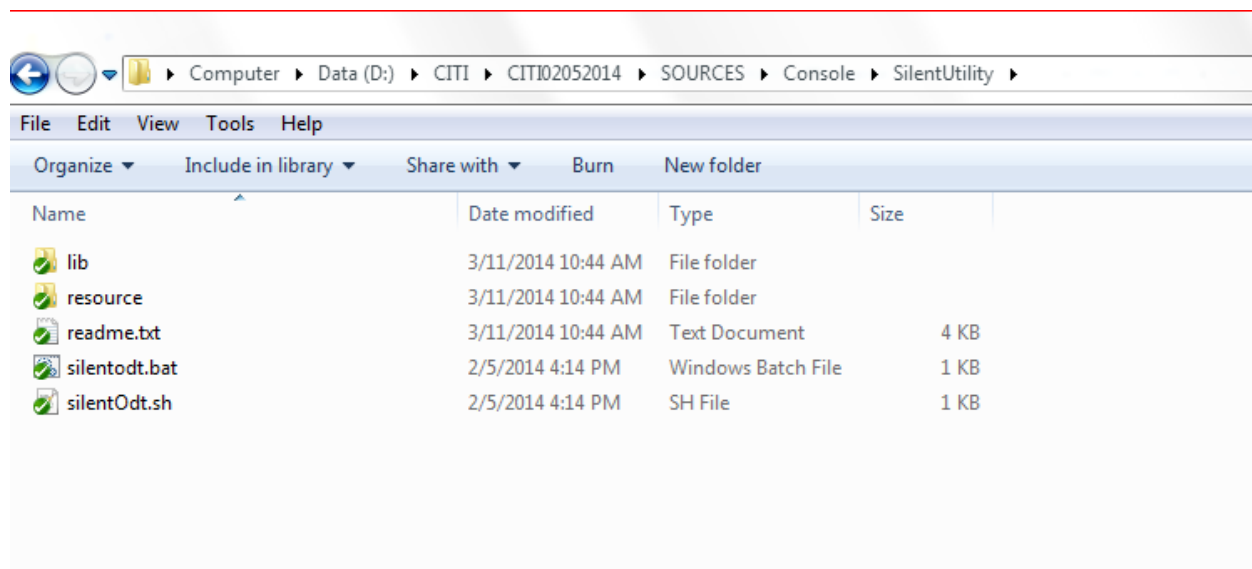 Computer Data (D:) CITI CITI02052014 SOURCES Console SilentUtility
File Edit View Tools Help
Organize Include in library Share with Burn New folder
Name Date modified Type Size
lib 3/11/2014 10:44 AM File folder
resource 3/11/2014 10:44 AM File folder
readme.txt 3/11/2014 10:44 AM Text Document 4 KB
silentodt.bat 2/5/2014 4:14 PM Windows Batch File 1 KB
silentOdt.sh 2/5/2014 4:14 PM SH File 1 KB